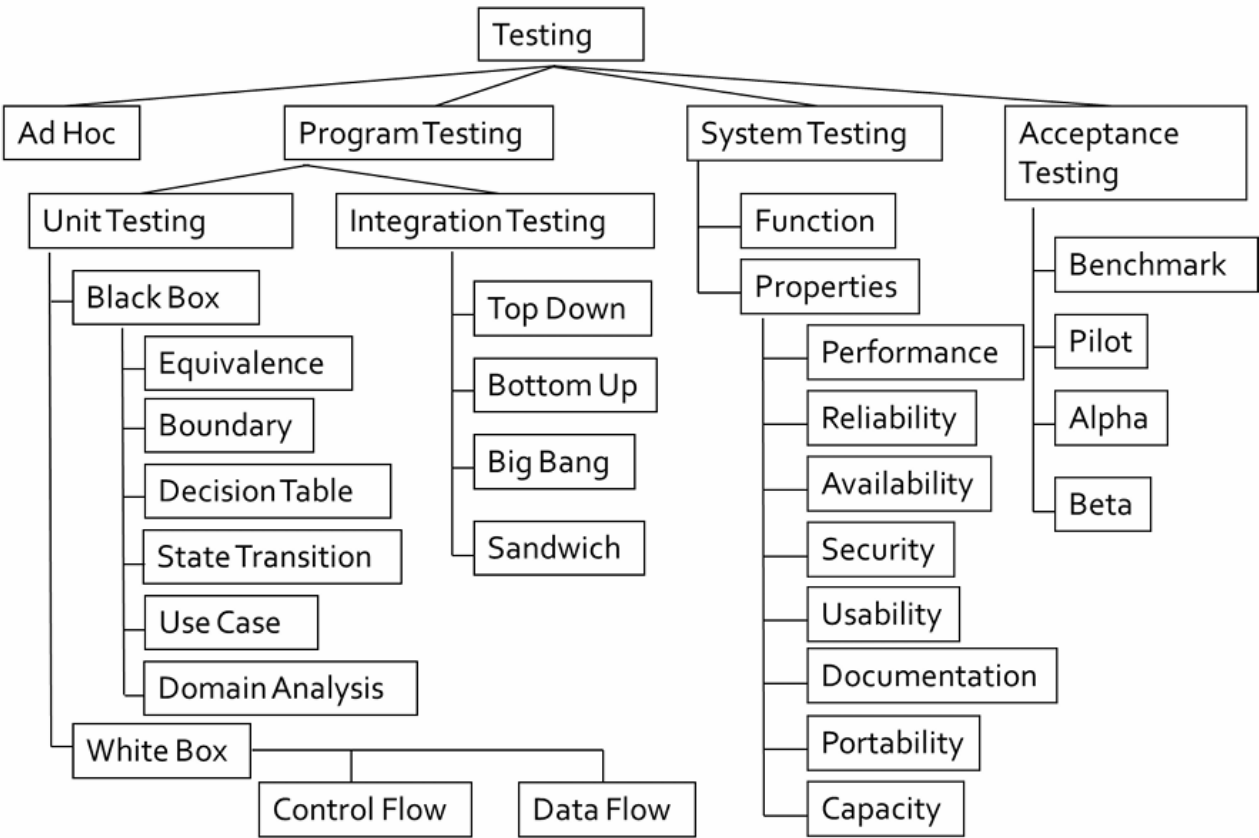 Testing
Ad Hoc
Program Testing
System Testing
Acceptance
Testing
Unit Testing
Integration Testing
Function
Properties
Benchmark
Pilot
Alpha
Beta
Black Box
Equivalence
Boundary
Decision Table
State Transition
Use Case
Domain Analysis
White Box
Control Flow
Data Flow
Top Down
Bottom Up
Big Bang
Sandwich
Performance
Reliability
Availability
Security
Usability
Documentation
Portability
Capacity